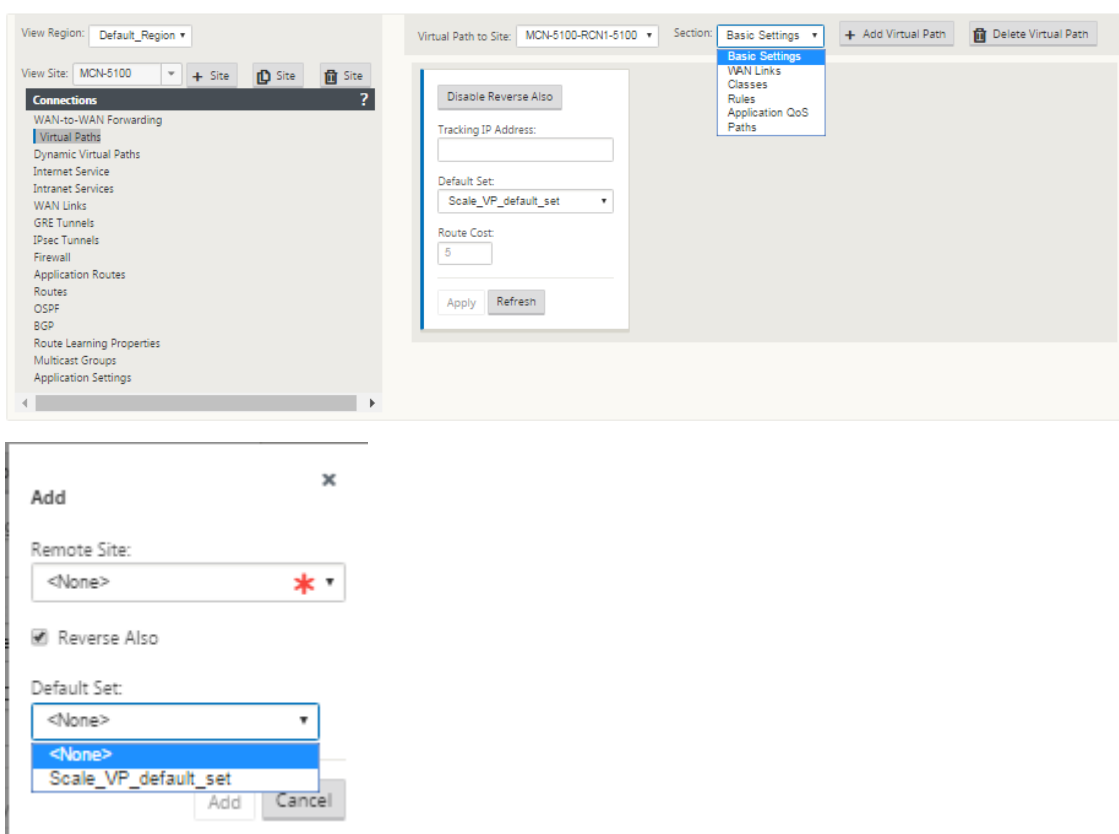 View Region: Default_Region
View Site: MCN-5100 + Site Site Site
Connections ?
WAN-to-WAN Forwarding
Virtual Paths
Dynamic Virtual Paths
Internet Service
Intranet Services
WAN Links
GRE Tunnels
IPsec Tunnels
Firewall
Application Routes
Routes
OSPF
BGP
Route Learning Properties
Multicast Groups
Application Settings
Virtual Path to Site: MCN-5100-RCN1-5100 Section: Basic Settings + Add Virtual Path Delete Virtual Path
Basic Settings
WAN Links
Classes
Rules
Application QoS
Paths
Disable Reverse Also
Tracking IP Address:
Default Set:
Scale_VP_default_set
Route Cost:
5
Apply Refresh
Add
Remote Site:
<None>
Reverse Also
Default Set:
<None>
<None>
Scale_VP_default_set
Add Cancel